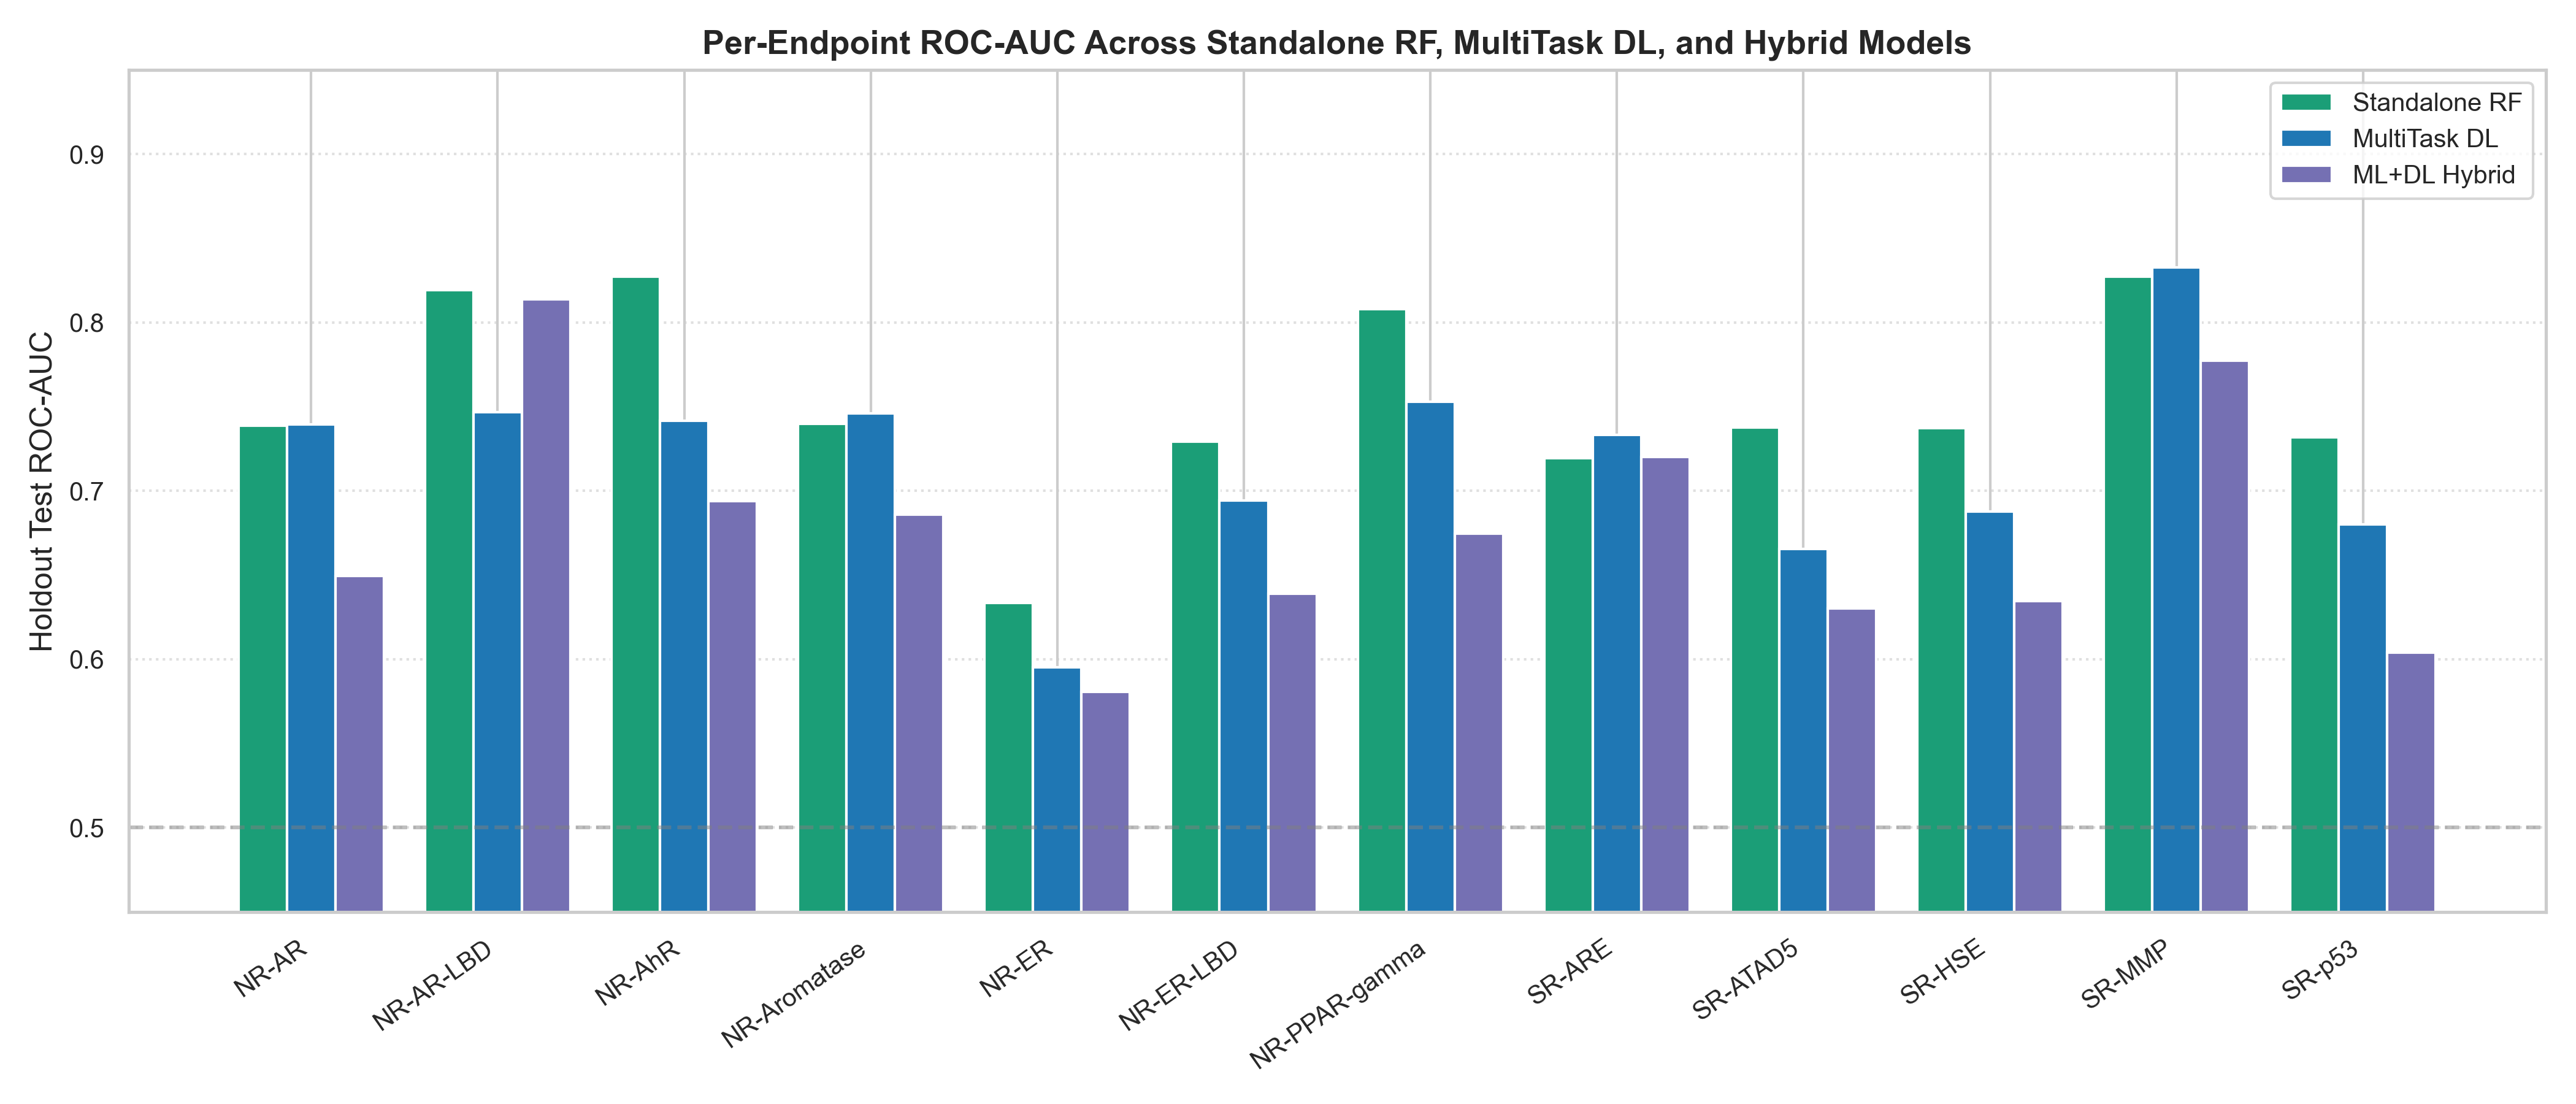 Per-Endpoint ROC-AUC Across Standalone RF, MultiTask DL, and Hybrid Models
Standalone RF
MultiTask DL
ML+DL Hybrid
Holdout Test ROC-AUC
0.9
0.8
0.7
0.6
0.5
NR-AR
NR-AR-LBD
NR-AhR
NR-Aromatase
NR-ER
NR-ER-LBD
NR-PPAR-gamma
SR-ARE
SR-ATAD5
SR-HSE
SR-MMP
SR-p53